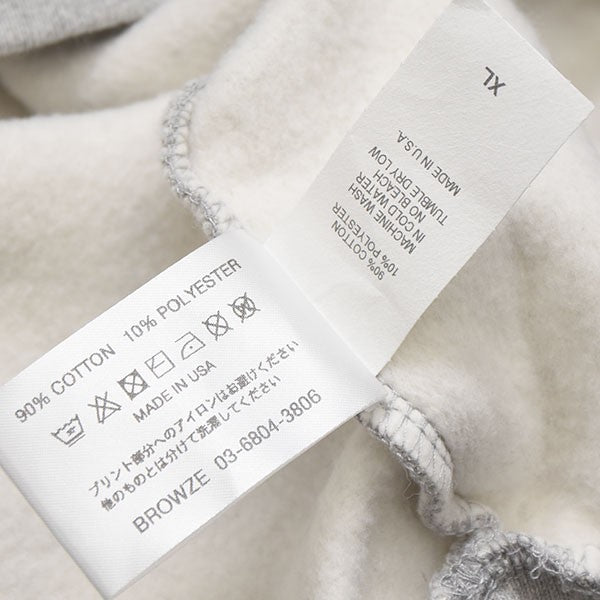 90% COTTON 10% POLYESTER
MADE IN USA
プリント部分へのアイロンはお避けください
他のものとは分けて洗濯してください
BROWZE 03-6804-3806
XL
90% COTTON
10% POLYESTER
MACHINE WASH
IN COLD WATER
NO BLEACH
TUMBLE DRY LOW
MADE IN U.S.A.